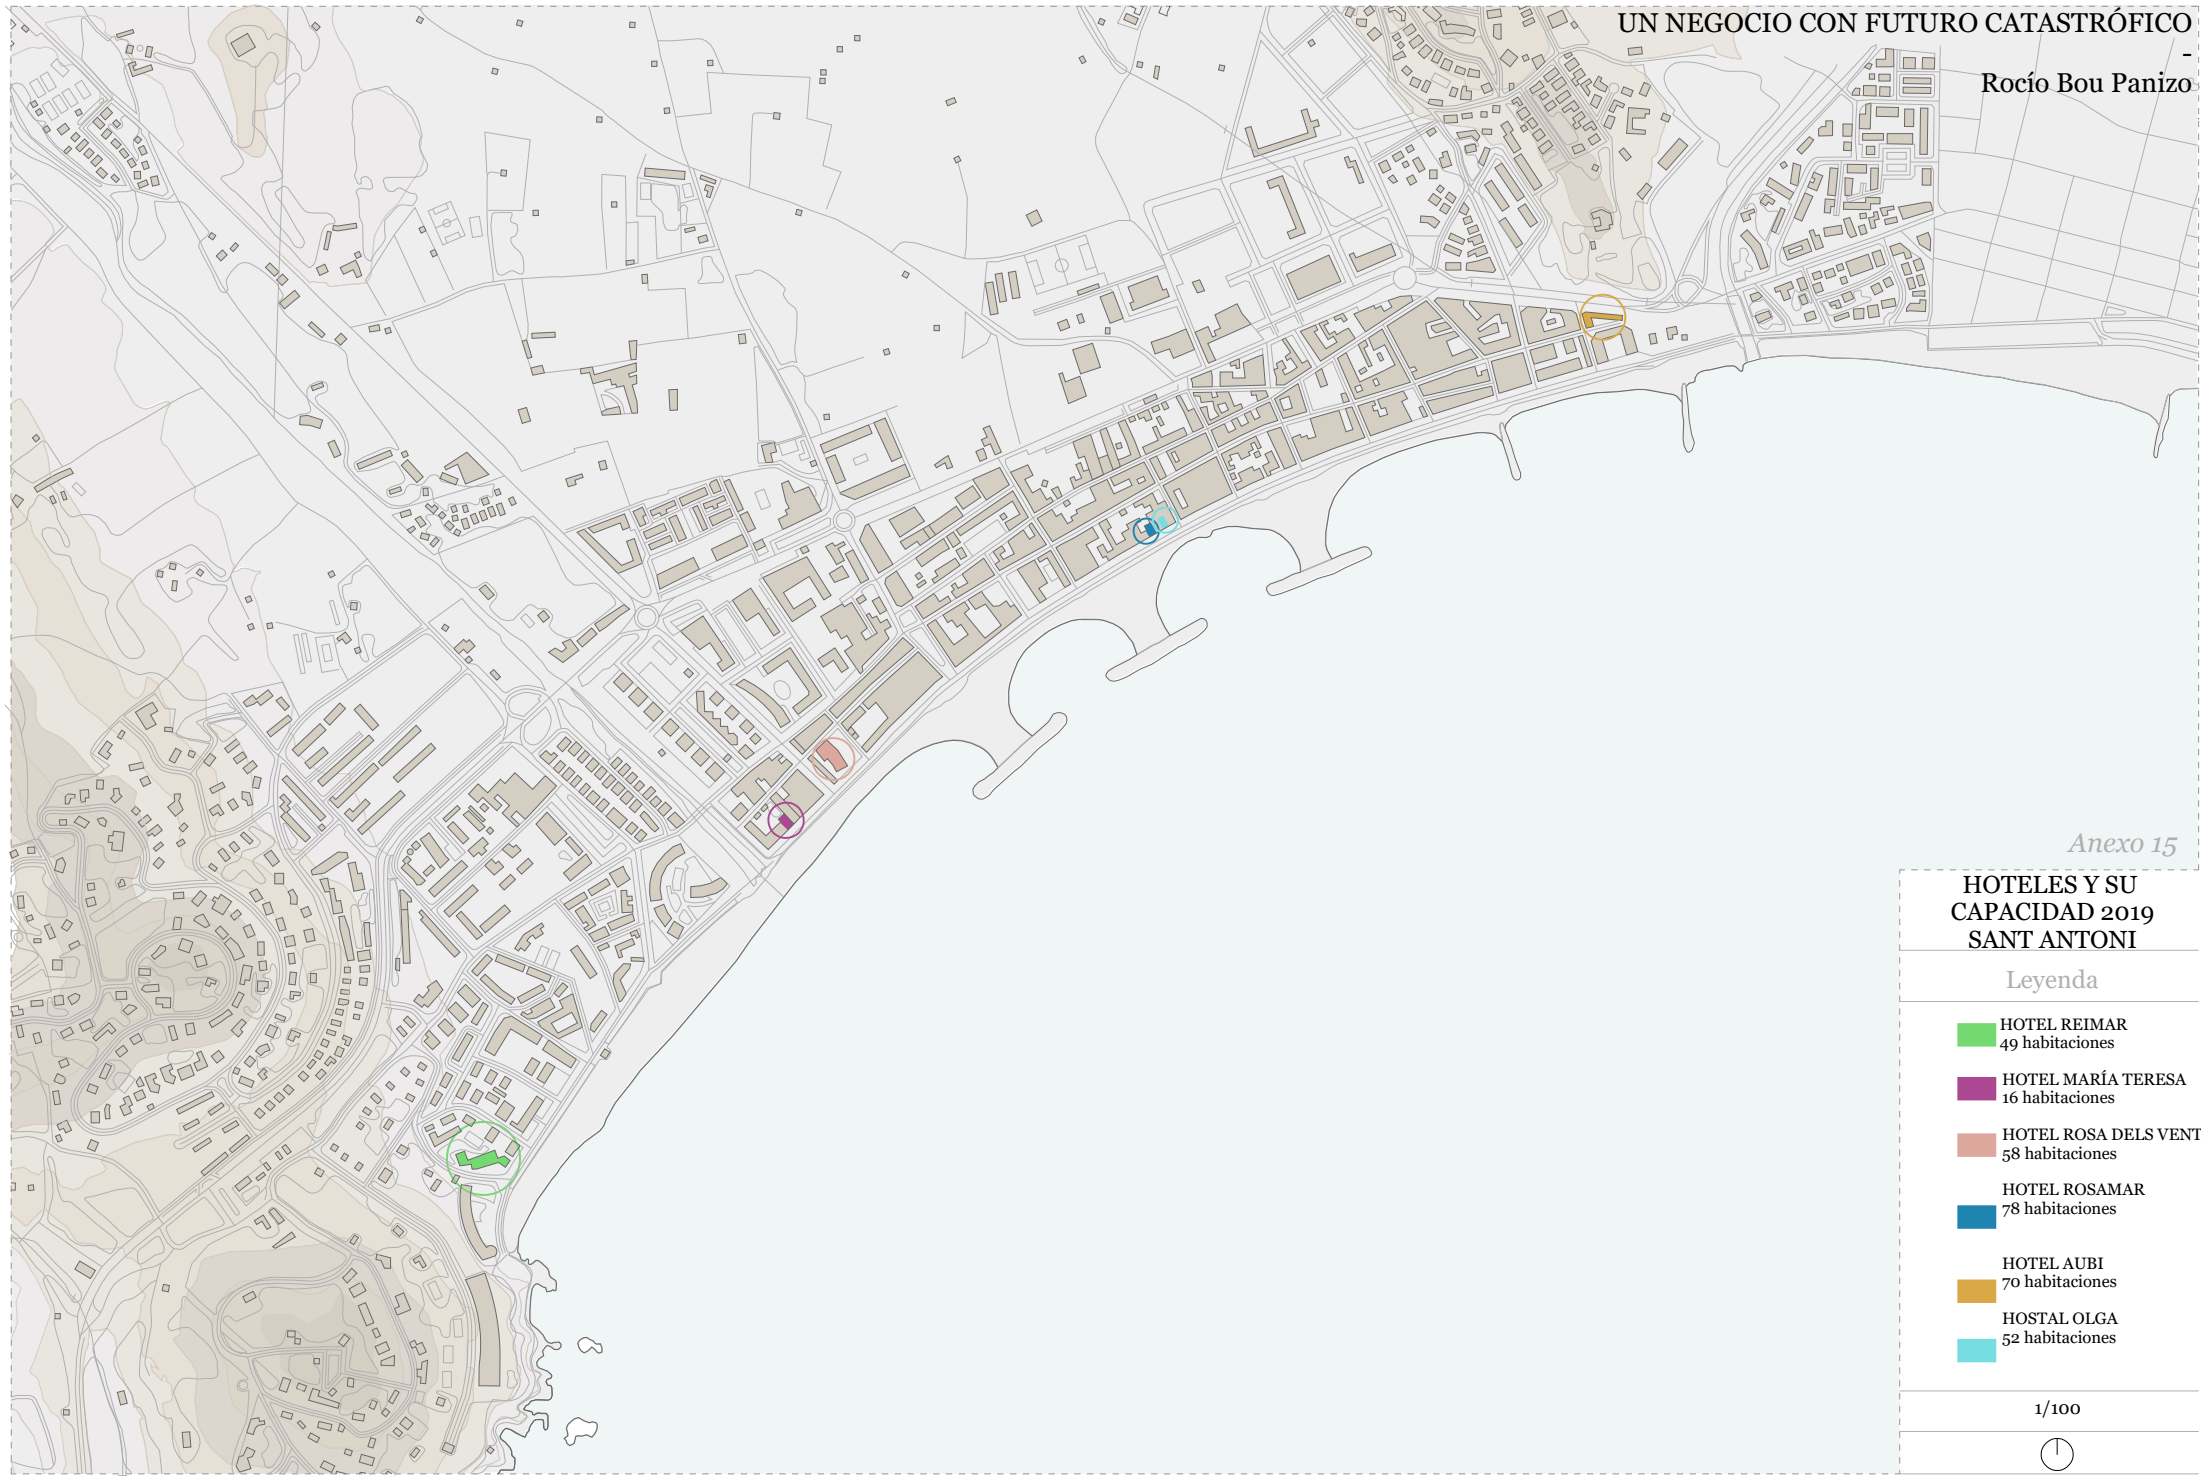 UN NEGOCIO CON FUTURO CATASTRÓFICO
-
Rocío Bou Panizo
Anexo 15
HOTELES Y SU
CAPACIDAD 2019
SANT ANTONI
Leyenda
HOTEL REIMAR
49 habitaciones
HOTEL MARÍA TERESA
16 habitaciones
HOTEL ROSA DELS VENT
58 habitaciones
HOTEL ROSAMAR
78 habitaciones
HOTEL AUBI
70 habitaciones
HOSTAL OLGA
52 habitaciones
1/100